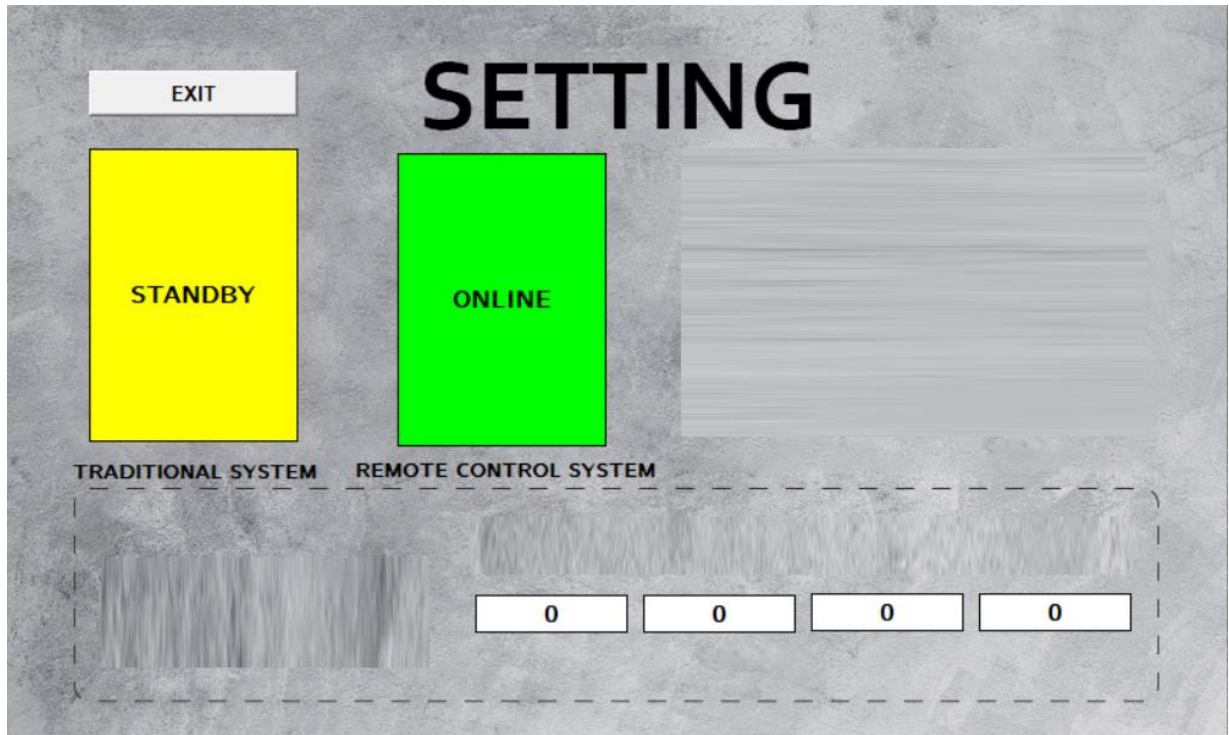 EXIT
SETTING
STANDBY
ONLINE
TRADITIONAL SYSTEM
REMOTE CONTROL SYSTEM
0 0 0 0